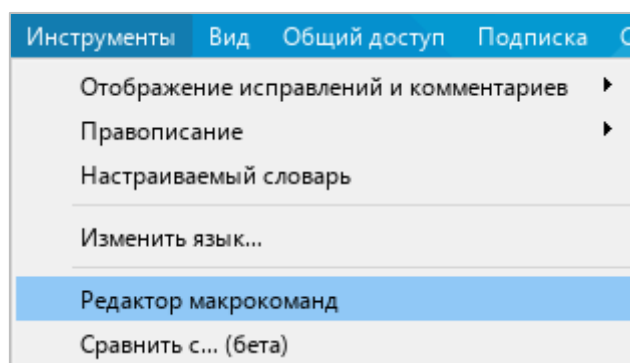 Инструменты Вид Общий доступ Подписка
Отображение исправлений и комментариев
Правописание
Настраиваемый словарь
Изменить язык...
Редактор макрокоманд
Сравнить с... (бета)